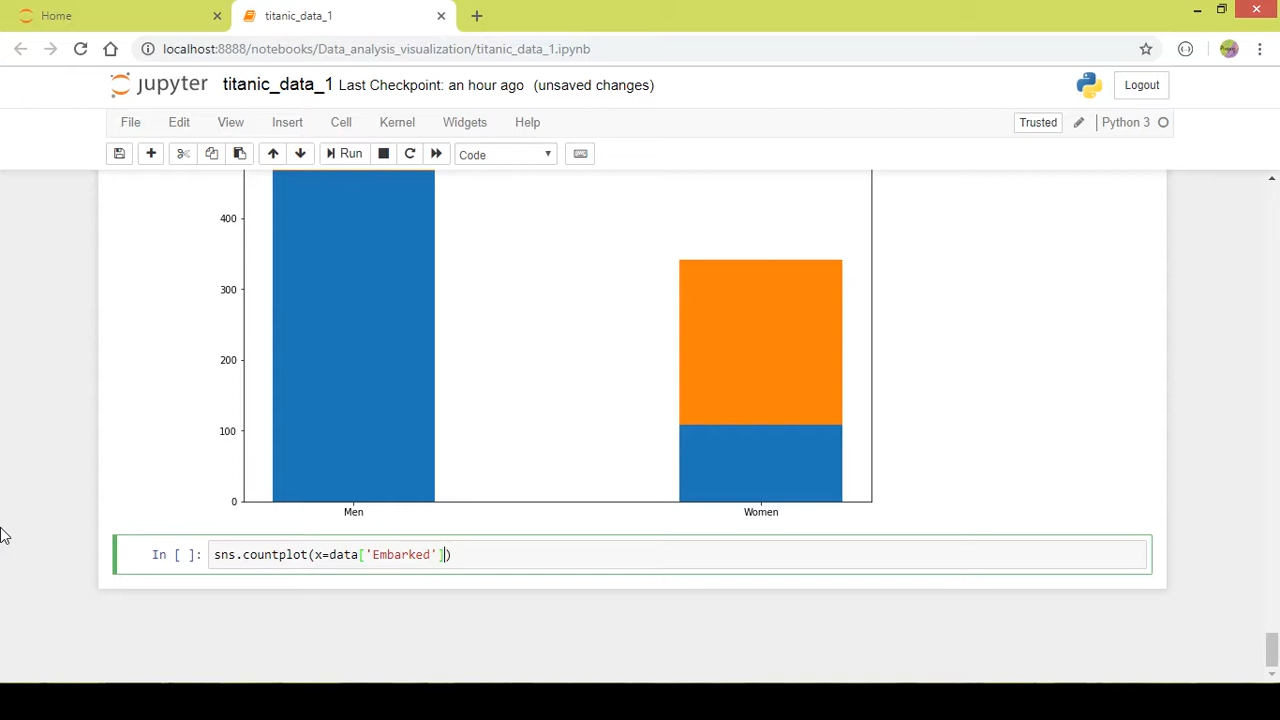 Home
titanic_data_1
localhost:8888/notebooks/Data_analysis_visualization/titanic_data_1.ipynb
jupyter titanic_data_1 Last Checkpoint: an hour ago (unsaved changes) Logout
File Edit View Insert Cell Kernel Widgets Help Trusted Python 3
Run Code
400
300
200
100
0
Men Women
In [ ]: sns.countplot(x=data['Embarked'])